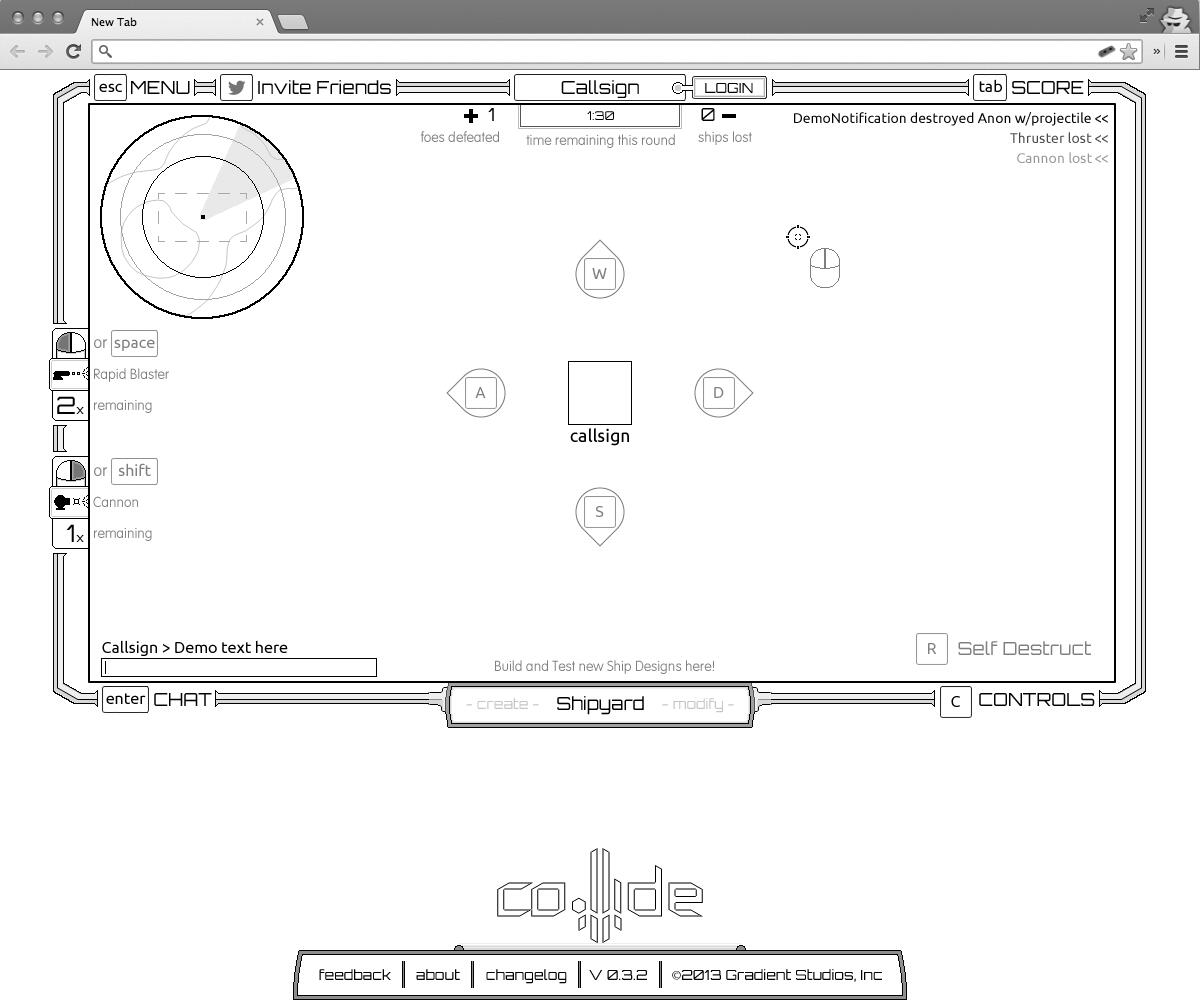 New Tab
esc MENU Invite Friends Callsign LOGIN tab SCORE
+ 1 1:30 0 −
foes defeated time remaining this round ships lost
DemoNotification destroyed Anon w/projectile <<
Thruster lost <<
Cannon lost <<
W
or space
Rapid Blaster
2x remaining
A D
callsign
or shift
Cannon
1x remaining
S
Callsign > Demo text here
R Self Destruct
Build and Test new Ship Designs here!
enter CHAT - create - Shipyard - modify - C CONTROLS
co.llide
feedback about changelog V 0.3.2 ©2013 Gradient Studios, Inc